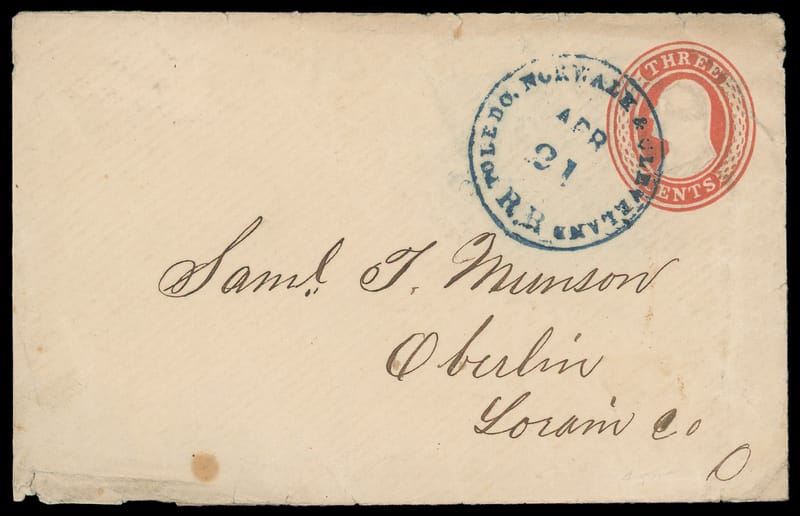 THREE
CENTS
TOLEDO, NORWALK & CLEVELAND
R.R
APR
21
Saml. T. Munson
Oberlin
Lorain Co
O